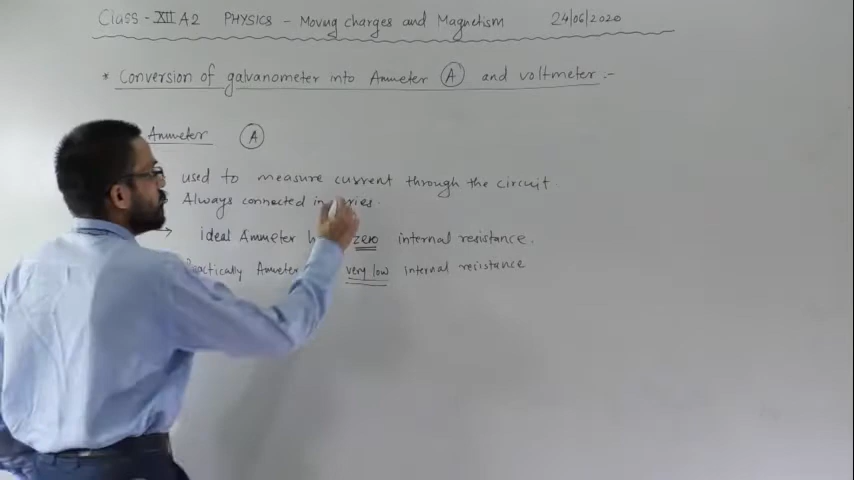 Class - XII A2 PHYSICS - Moving charges and Magnetism 24/06/2020
* Conversion of galvanometer into Ammeter (A) and voltmeter :-
Ammeter (A)
used to measure current through the circuit.
Always connected in
→ ideal Ammeter zero internal resistance.
Ammeter very low internal resistance